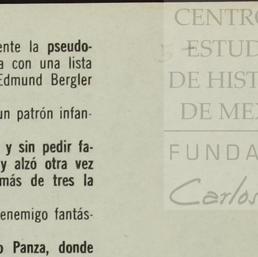 ente la pseudo-
a con una lista
Edmund Bergler
un patrón infan-
y sin pedir fa-
y alzó otra vez
más de tres la
enemigo fantás-
o Panza, donde
CENTRO
ESTUD
DE HIST
DE ME
FUNDA
Carlos